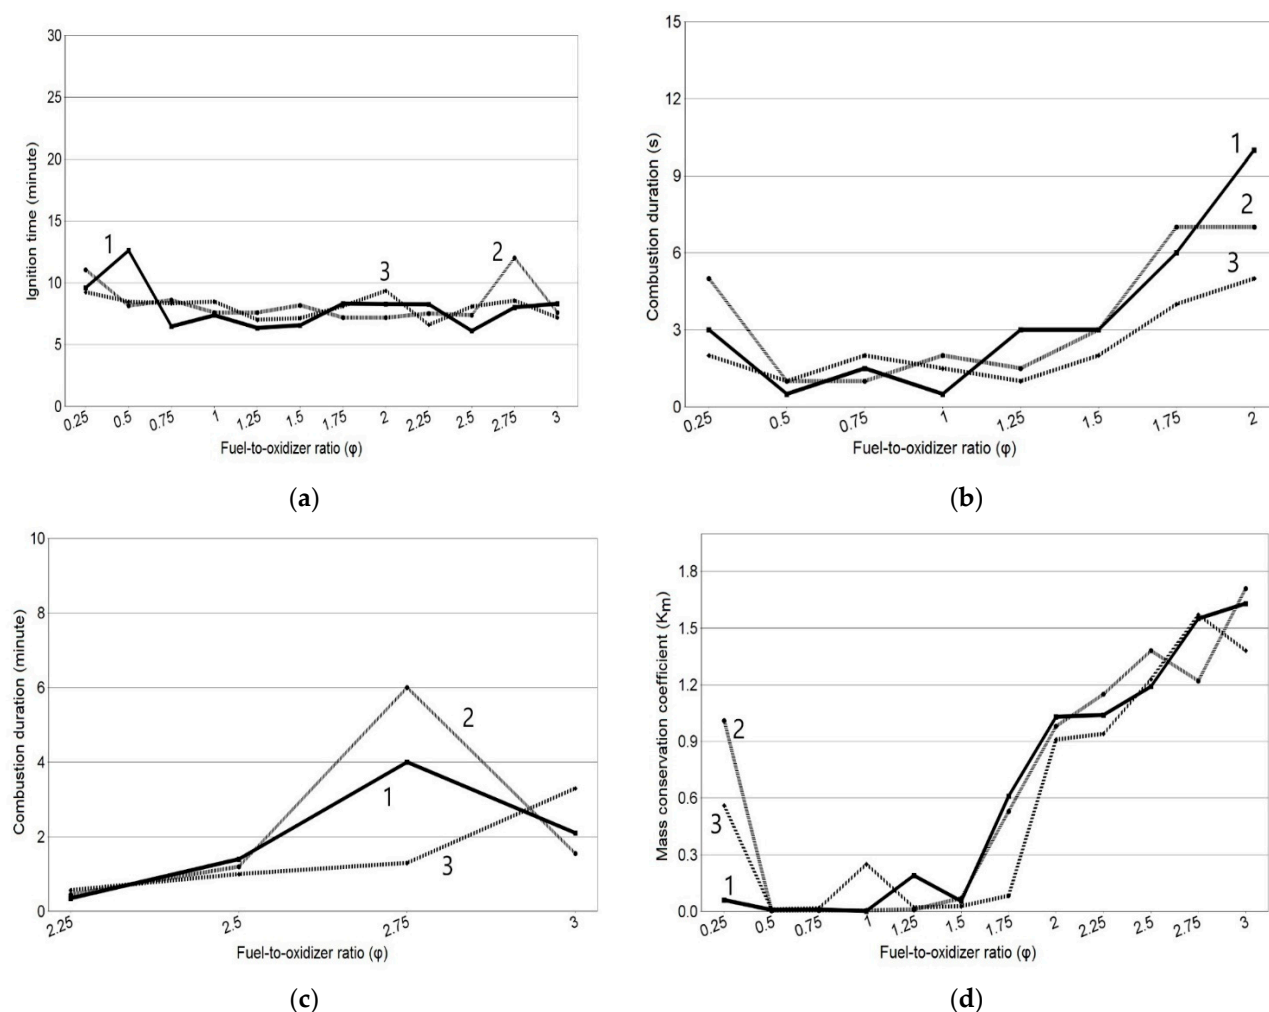 30
25
20
15
10
5
0
Ignition time (minute)
1
3
2
0.25 0.5 0.75 1 1.25 1.5 1.75 2 2.25 2.5 2.75 3
Fuel-to-oxidizer ratio (φ)
(a)
15
12
9
6
3
0
Combustion duration (s)
1
2
3
0.25 0.5 0.75 1 1.25 1.5 1.75 2
Fuel-to-oxidizer ratio (φ)
(b)
10
8
6
4
2
0
Combustion duration (minute)
2
1
3
2.25 2.5 2.75 3
Fuel-to-oxidizer ratio (φ)
(c)
1.8
1.5
1.2
0.9
0.6
0.3
0.0
Mass conservation coefficient (Km)
2
3
1
0.25 0.5 0.75 1 1.25 1.5 1.75 2 2.25 2.5 2.75 3
Fuel-to-oxidizer ratio (φ)
(d)